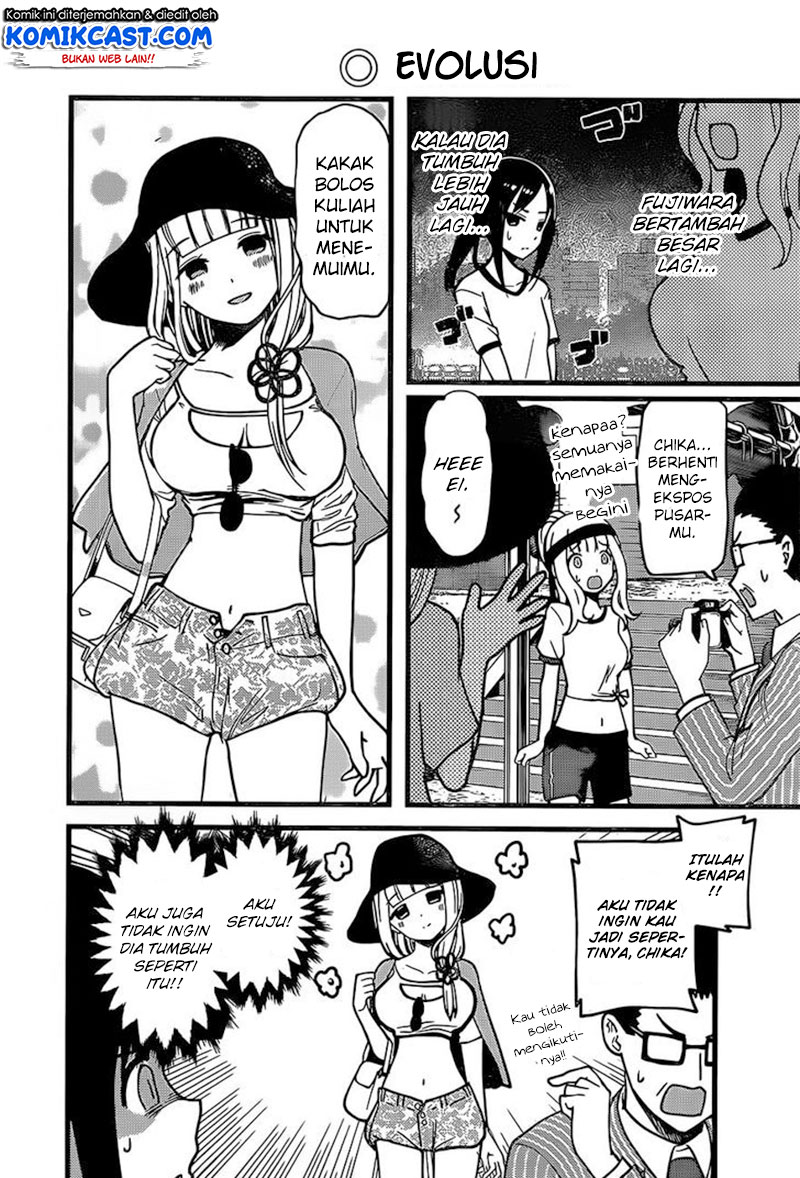 Komik ini diterjemahkan & diedit oleh
KOMIKCAST.COM
BUKAN WEB LAIN!!
EVOLUSI
FUJIWARA
BERTAMBAH
BESAR
LAGI...
KALAU DIA
TUMBUH
LEBIH
JAUH
LAGI...
ゴ
ゴ
ゴ
CHIKA...
BERHENTI
MENG-
EKSPOS
PUSAR-
MU.
Kenapaa?
semuanya
memakai-
nya
Begini
HEEE
EI.
~
KAKAK
BOLOS
KULIAH
UNTUK
MENE-
MUIMU.
ITULAH
KENAPA
!!
AKU TIDAK
INGIN KAU
JADI SEPER-
TINYA, CHIKA!
Kau tidak
Boleh
mengikuti-
nya!!
AKU
SETUJU!
AKU JUGA
TIDAK INGIN
DIA TUMBUH
SEPERTI
ITU!!